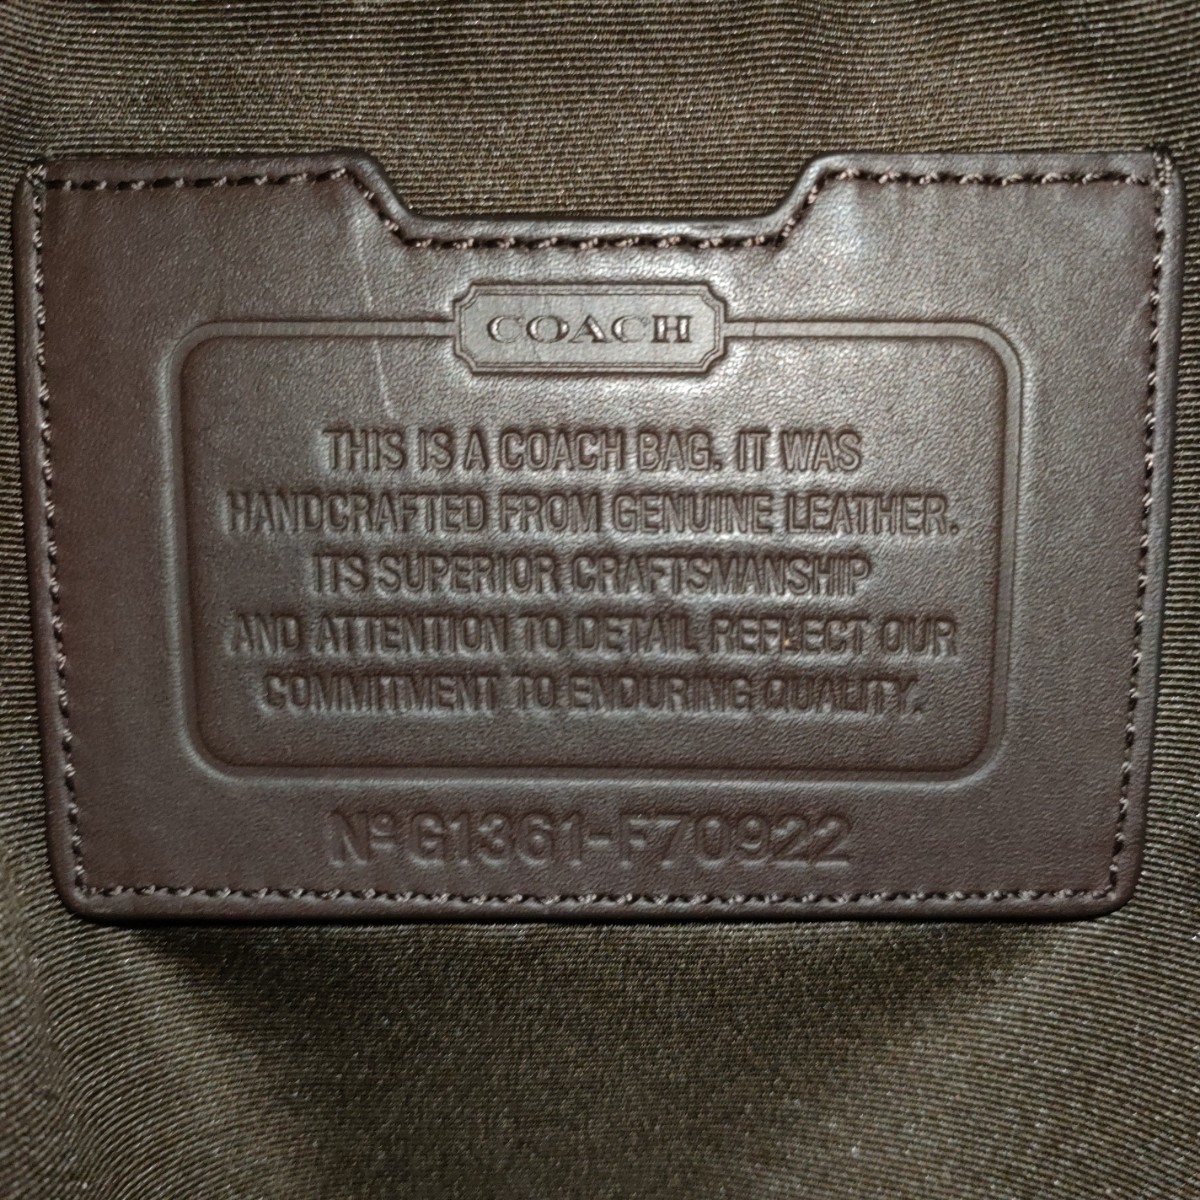 COACH
THIS IS A COACH BAG. IT WAS
HANDCRAFTED FROM GENUINE LEATHER.
ITS SUPERIOR CRAFTSMANSHIP
AND ATTENTION TO DETAIL REFLECT OUR
COMMITMENT TO ENDURING QUALITY.
Nº G1361-F70922